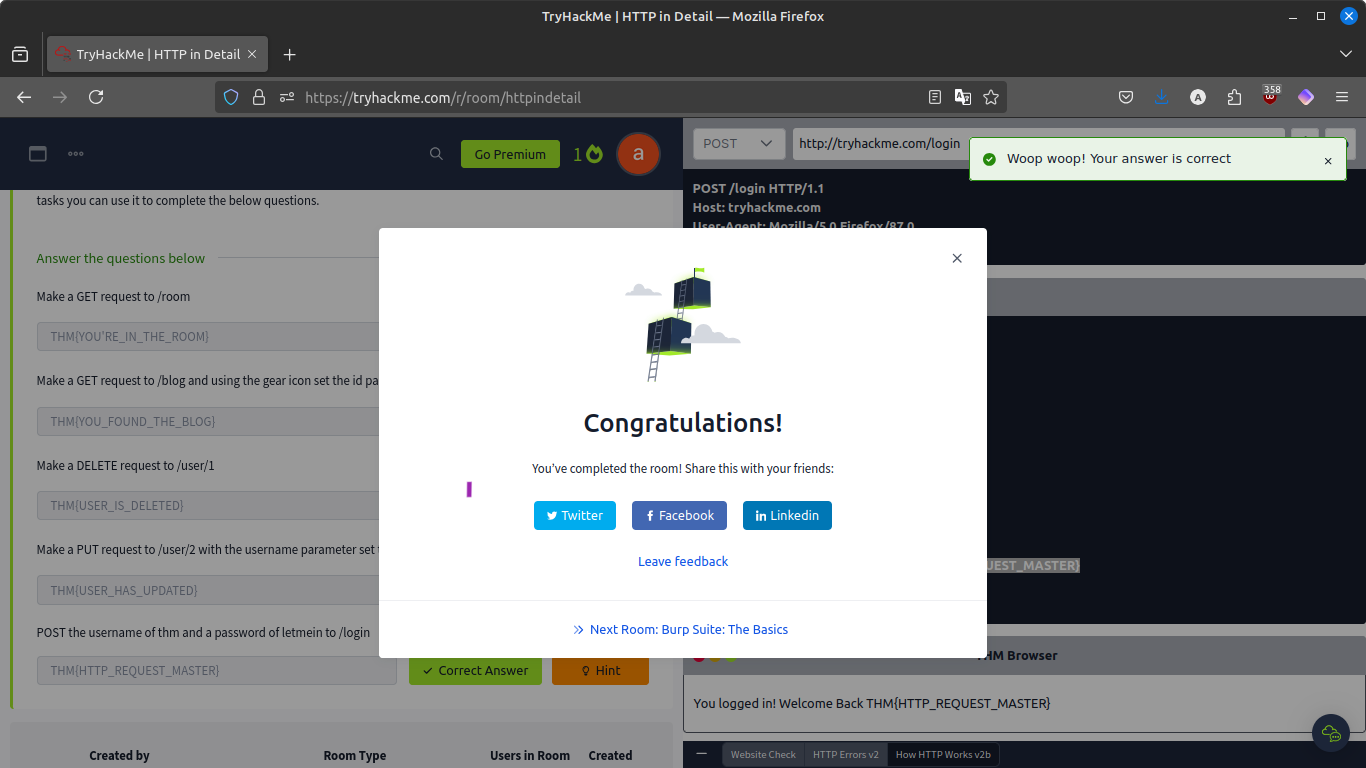 TryHackMe | HTTP in Detail — Mozilla Firefox
TryHackMe | HTTP in Detail
https://tryhackme.com/r/room/httpindetail
A
358
Go Premium
1
a
POST
http://tryhackme.com/login
Woop woop! Your answer is correct
POST /login HTTP/1.1
Host: tryhackme.com
User-Agent: Mozilla/5.0 Firefox/87.0
tasks you can use it to complete the below questions.
Answer the questions below
Make a GET request to /room
THM{YOU'RE_IN_THE_ROOM}
Make a GET request to /blog and using the gear icon set the id pa
THM{YOU_FOUND_THE_BLOG}
Make a DELETE request to /user/1
THM{USER_IS_DELETED}
Make a PUT request to /user/2 with the username parameter set
THM{USER_HAS_UPDATED}
POST the username of thm and a password of letmein to /login
THM{HTTP_REQUEST_MASTER}
Correct Answer
Hint
Congratulations!
You've completed the room! Share this with your friends:
Twitter
Facebook
Linkedin
Leave feedback
Next Room: Burp Suite: The Basics
UEST_MASTER}
THM Browser
You logged in! Welcome Back THM{HTTP_REQUEST_MASTER}
Created by
Room Type
Users in Room
Created
Website Check
HTTP Errors v2
How HTTP Works v2b